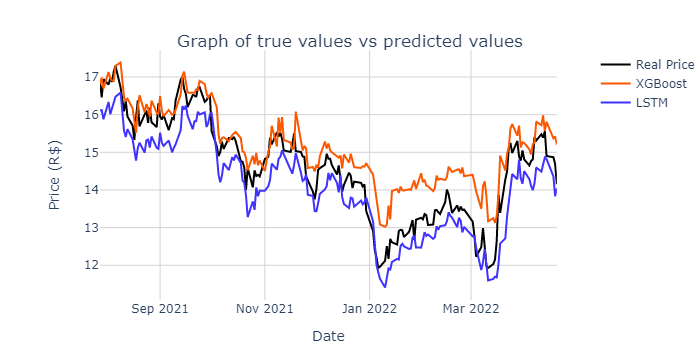 Graph of true values vs predicted values
Real Price
XGBoost
LSTM
Price (R$)
17
16
15
14
13
12
Sep 2021
Nov 2021
Jan 2022
Mar 2022
Date